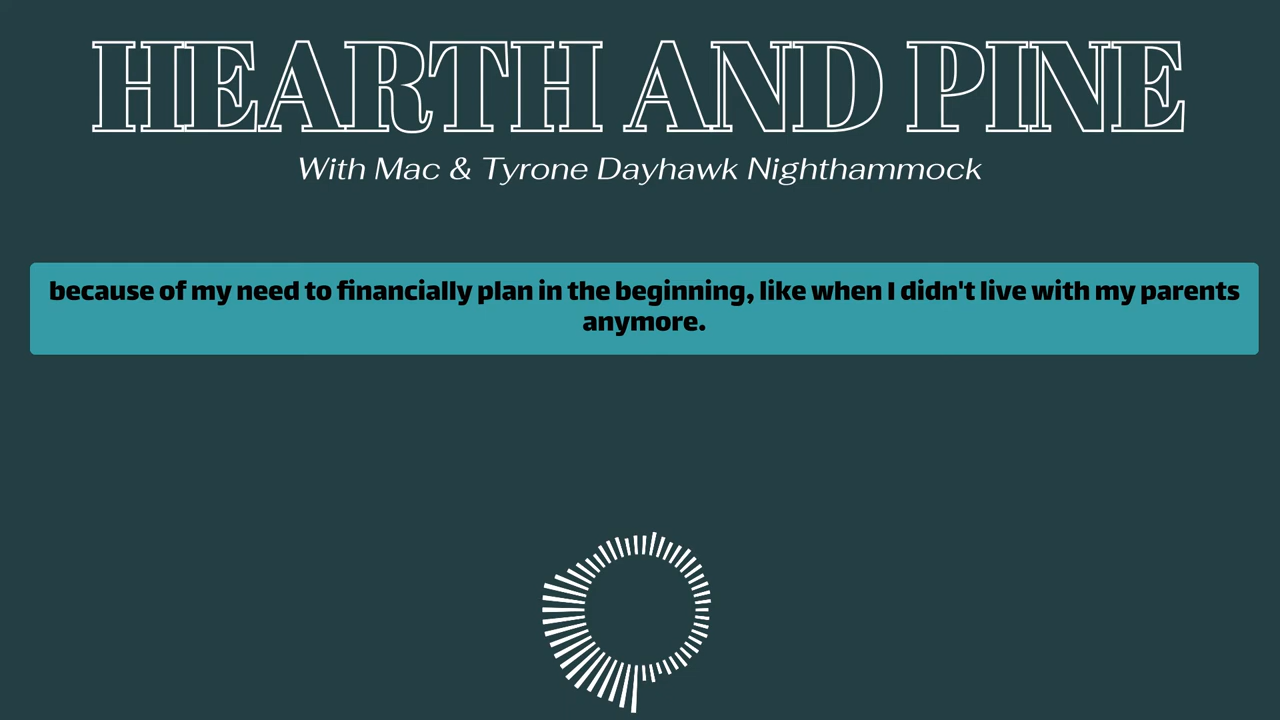 HEARTH AND PINE
With Mac & Tyrone Dayhawk Nighthammock
because of my need to financially plan in the beginning, like when I didn't live with my parents
anymore.